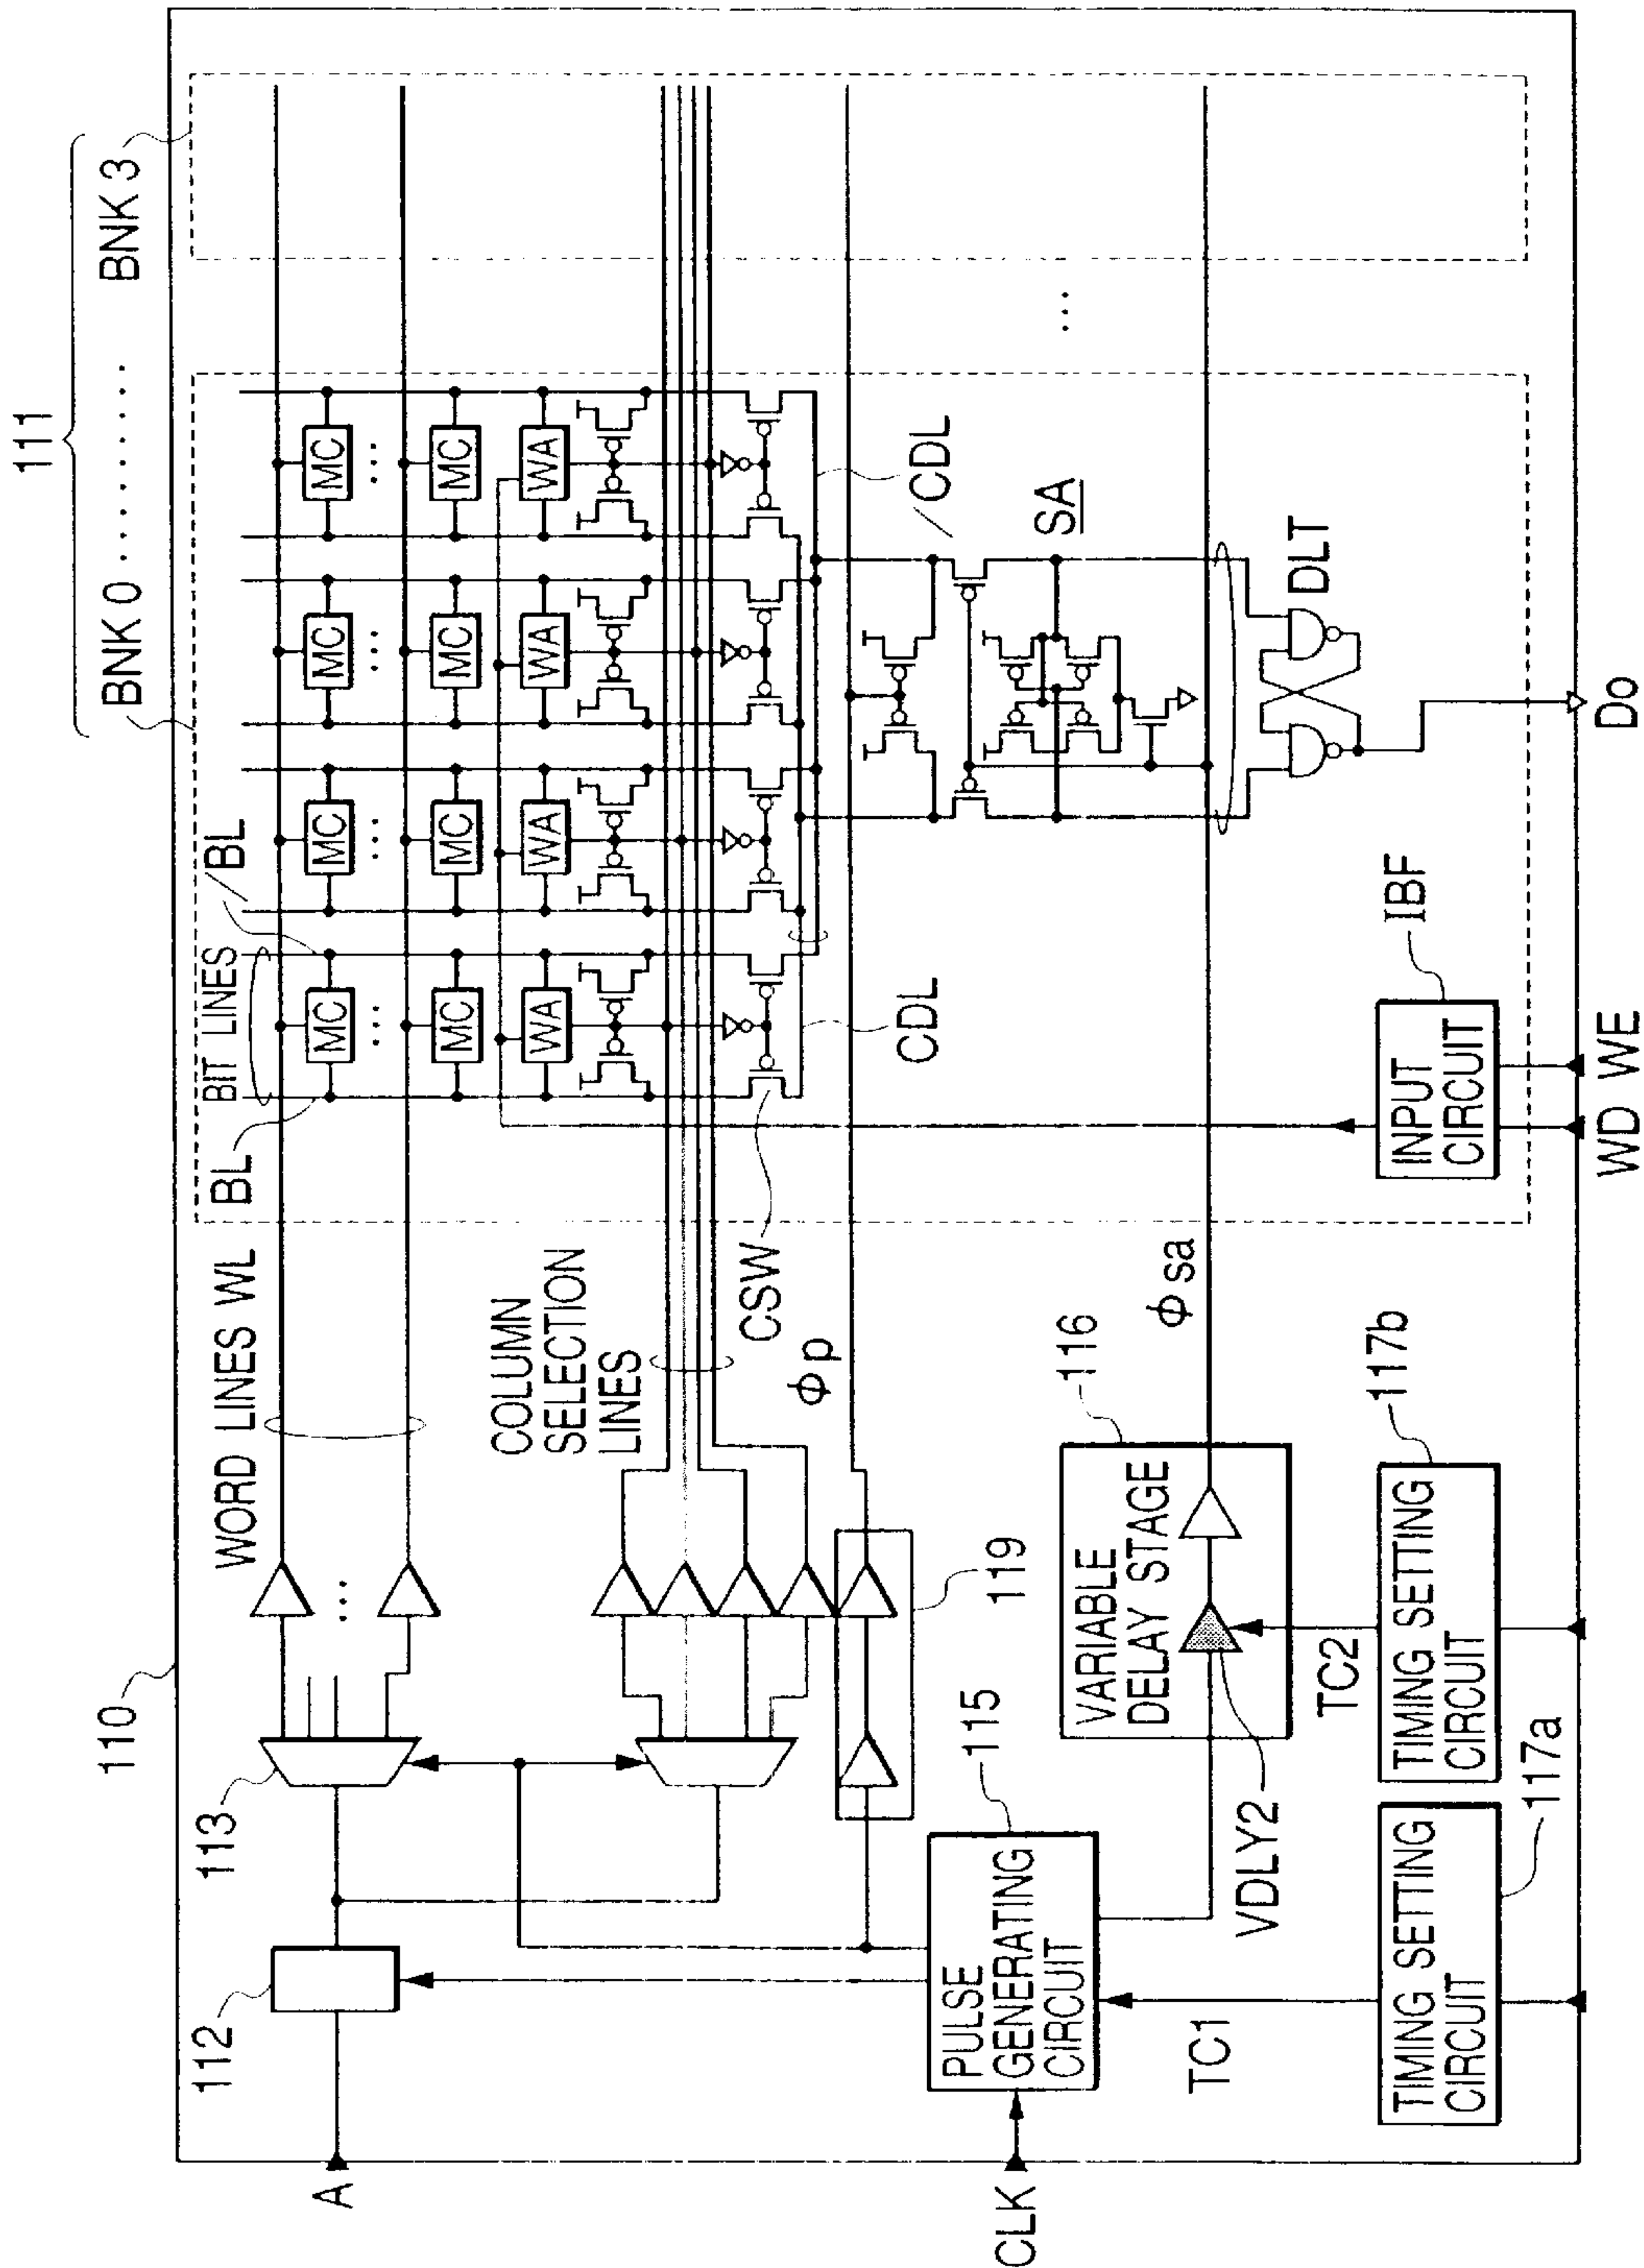 111
BNK 0 ......... BNK 3
110
WORD LINES WL
BL
BIT LINES
BL
113
112
A
MC
MC
MC
MC
...
...
...
...
...
MC
MC
MC
MC
WA
WA
WA
WA
COLUMN
SELECTION
LINES
CSW
CDL
CDL
φp
119
SA
...
115
116
PULSE
GENERATING
CIRCUIT
CLK
VARIABLE
DELAY STAGE
φsa
VDLY2
DLT
TC1
TC2
117b
117a
IBF
TIMING SETTING
CIRCUIT
TIMING SETTING
CIRCUIT
INPUT
CIRCUIT
WD
WE
Do